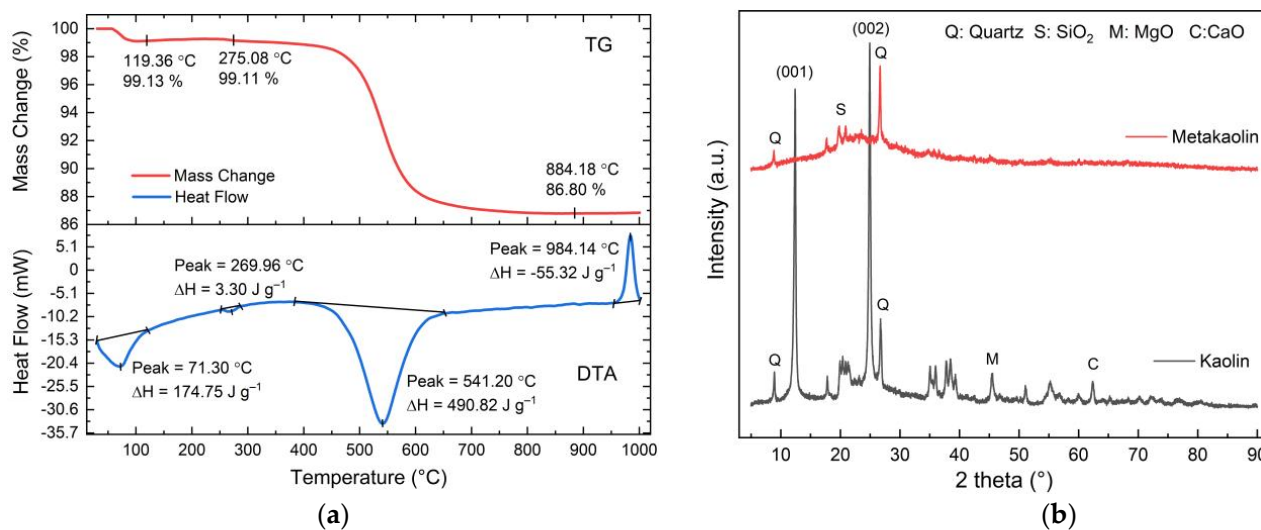 Mass Change (%)
100
98
96
94
92
90
88
86
TG
119.36 °C
99.13 %
275.08 °C
99.11 %
884.18 °C
86.80 %
Mass Change
Heat Flow
Heat Flow (mW)
5.1
0
-5.1
-10.2
-15.3
-20.4
-25.5
-30.6
-35.7
Peak = 269.96 °C
ΔH = 3.30 J g⁻¹
Peak = 984.14 °C
ΔH = -55.32 J g⁻¹
Peak = 71.30 °C
ΔH = 174.75 J g⁻¹
Peak = 541.20 °C
ΔH = 490.82 J g⁻¹
DTA
100 200 300 400 500 600 700 800 900 1000
Temperature (°C)
(a)
Intensity (a.u.)
Q: Quartz S: SiO₂ M: MgO C:CaO
(001)
(002)
Q
S
Q
Metakaolin
Q
Q
M
C
Kaolin
10 20 30 40 50 60 70 80 90
2 theta (°)
(b)